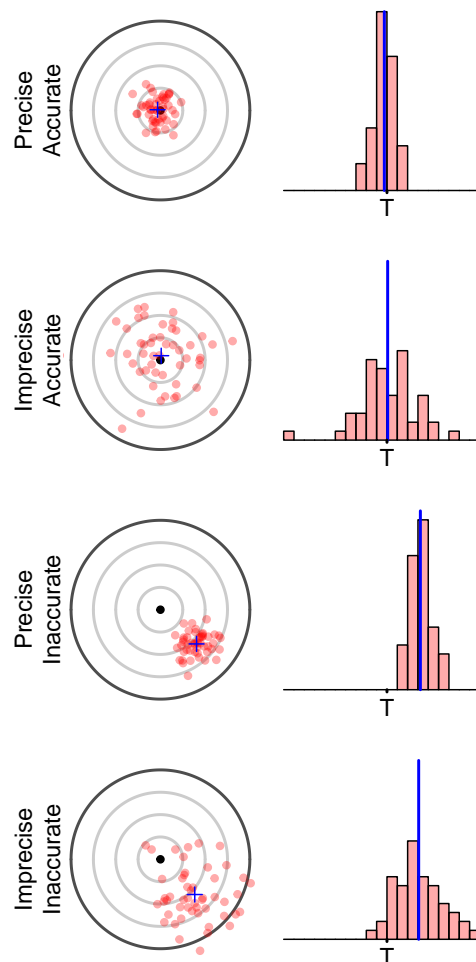 Precise
Accurate
T
Imprecise
Accurate
T
Precise
Inaccurate
T
Imprecise
Inaccurate
T